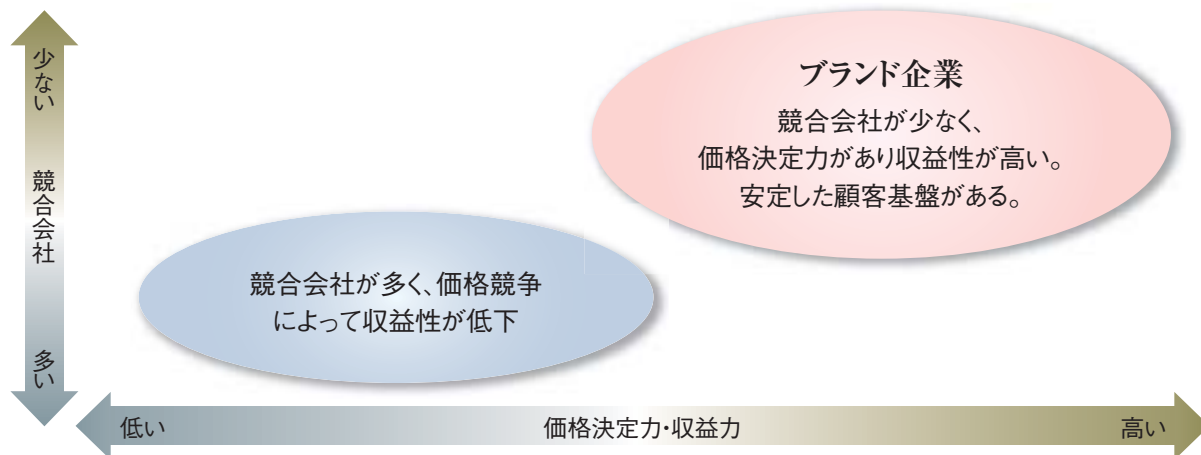 少ない
競合会社
多い
ブランド企業
競合会社が少なく、
価格決定力があり収益性が高い。
安定した顧客基盤がある。
競合会社が多く、価格競争
によって収益性が低下
低い
価格決定力・収益力
高い